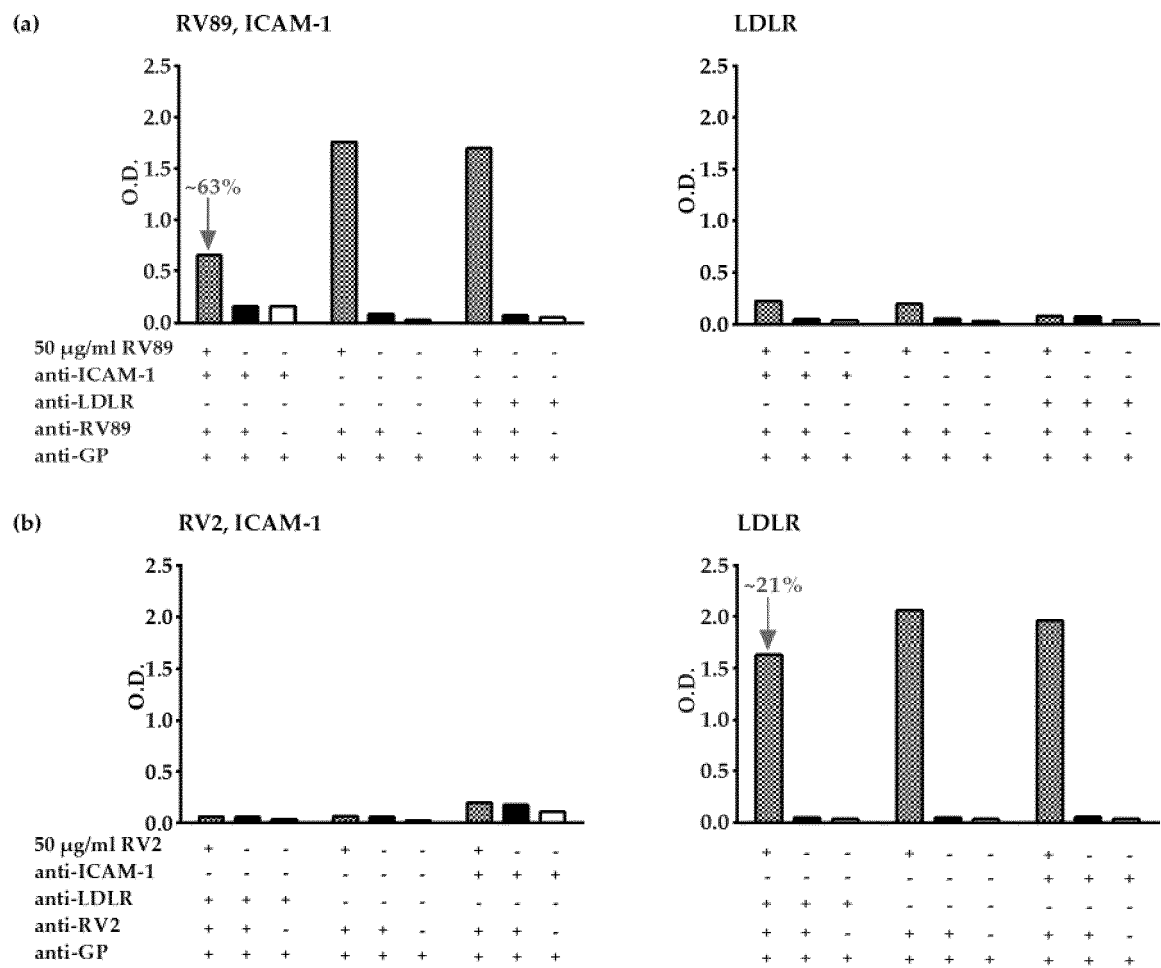 (a) RV89, ICAM-1 LDLR
2.5 2.5
2.0 2.0
1.5 1.5
~63%
1.0 1.0
0.5 0.5
0.0 0.0
O.D. O.D.
50 µg/ml RV89 + - - + - - + - - + - - + - - + - -
anti-ICAM-1 + + + - - - - - - + + + - - - - - -
anti-LDLR - - - - - - + + + - - - - - - + + +
anti-RV89 + + - + + - + + - + + - + + - + + -
anti-GP + + + + + + + + + + + + + + + + + +
(b) RV2, ICAM-1 LDLR
2.5 2.5
~21%
2.0 2.0
1.5 1.5
1.0 1.0
0.5 0.5
0.0 0.0
O.D. O.D.
50 µg/ml RV2 + - - + - - + - - + - - + - - + - -
anti-ICAM-1 - - - - - - + + + - - - - - - + + +
anti-LDLR + + + - - - - - - + + + - - - - - -
anti-RV2 + + - + + - + + - + + - + + - + + -
anti-GP + + + + + + + + + + + + + + + + + +